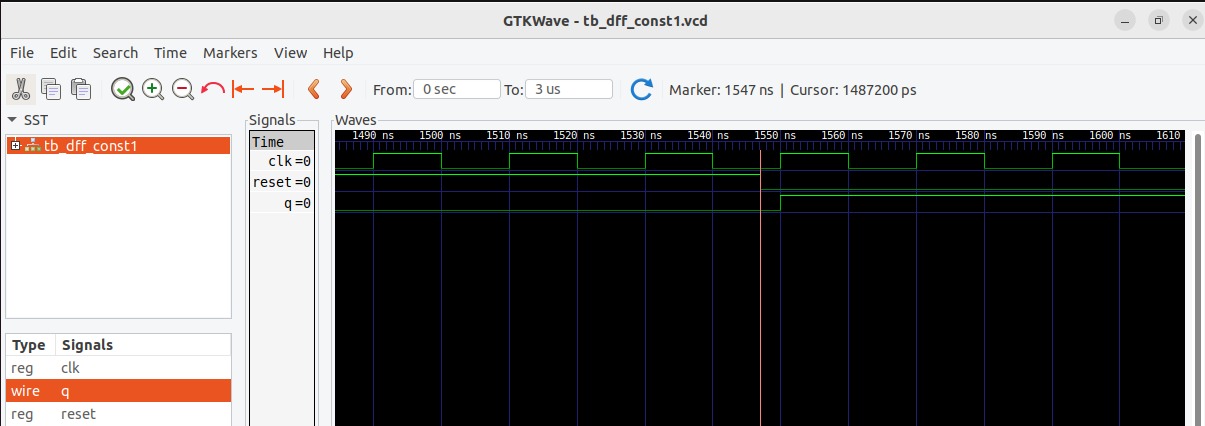 GTKWave - tb_dff_const1.vcd
File Edit Search Time Markers View Help
From: 0 sec To: 3 us Marker: 1547 ns | Cursor: 1487200 ps
SST
tb_dff_const1
Type Signals
reg clk
wire q
reg reset
Signals
Time
clk=0
reset=0
q=0
Waves
1490 ns 1500 ns 1510 ns 1520 ns 1530 ns 1540 ns 1550 ns 1560 ns 1570 ns 1580 ns 1590 ns 1600 ns 1610